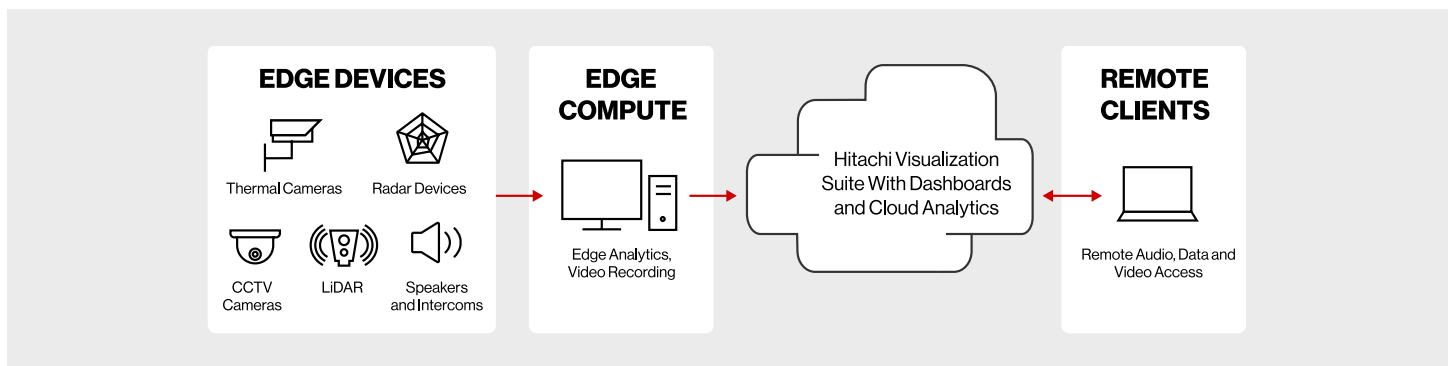 EDGE DEVICES
Thermal Cameras
Radar Devices
CCTV
Cameras
LiDAR
Speakers
and Intercoms
EDGE
COMPUTE
Edge Analytics,
Video Recording
Hitachi Visualization
Suite With Dashboards
and Cloud Analytics
REMOTE
CLIENTS
Remote Audio, Data and
Video Access